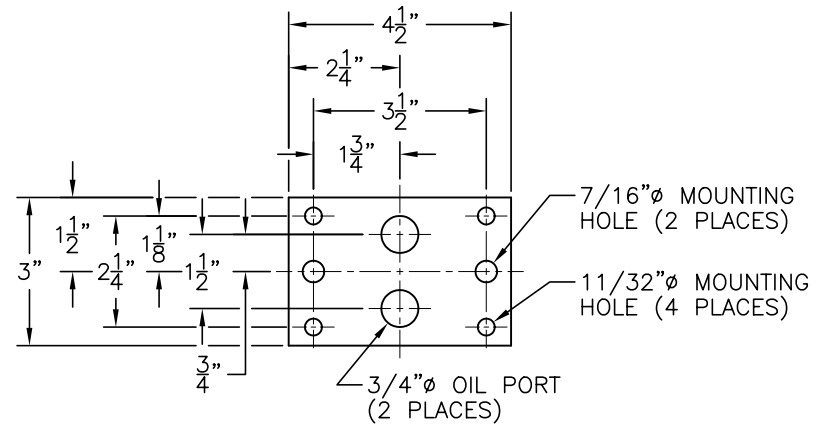 4 1/2"
2 1/4"
3 1/2"
1 3/4"
7/16"ø MOUNTING
HOLE (2 PLACES)
1 1/2"
1 1/8"
3"
2 1/4"
1 1/2"
11/32"ø MOUNTING
HOLE (4 PLACES)
3/4"
3/4"ø OIL PORT
(2 PLACES)